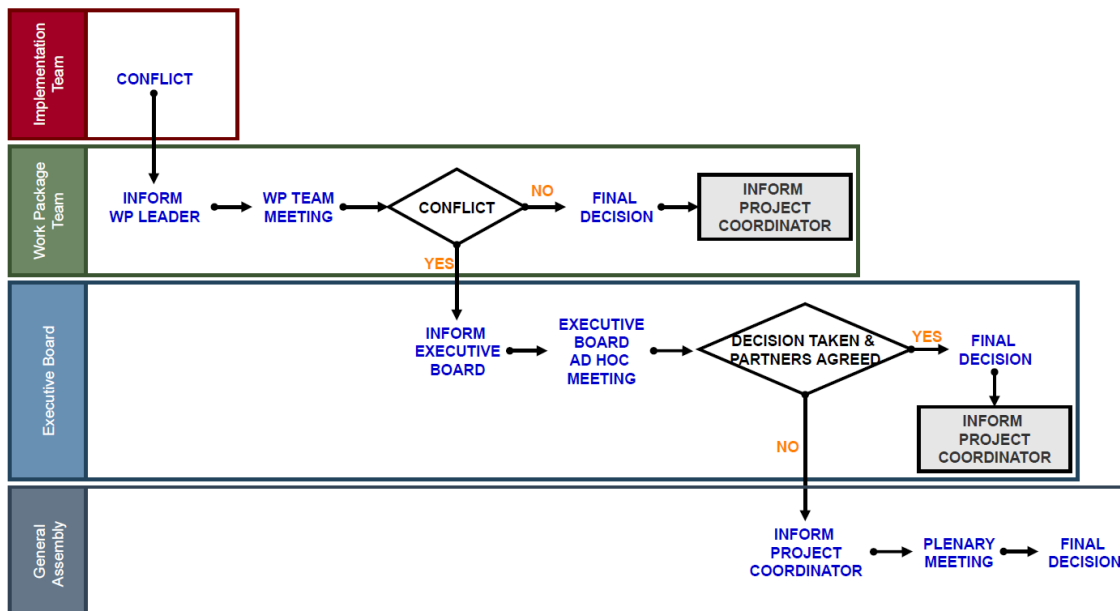 Implementation
Team
CONFLICT
Work Package
Team
INFORM
WP LEADER
WP TEAM
MEETING
CONFLICT
NO
YES
FINAL
DECISION
INFORM
PROJECT
COORDINATOR
Executive Board
INFORM
EXECUTIVE
BOARD
EXECUTIVE
BOARD
AD HOC
MEETING
DECISION TAKEN &
PARTNERS AGREED
YES
NO
FINAL
DECISION
INFORM
PROJECT
COORDINATOR
General
Assembly
INFORM
PROJECT
COORDINATOR
PLENARY
MEETING
FINAL
DECISION